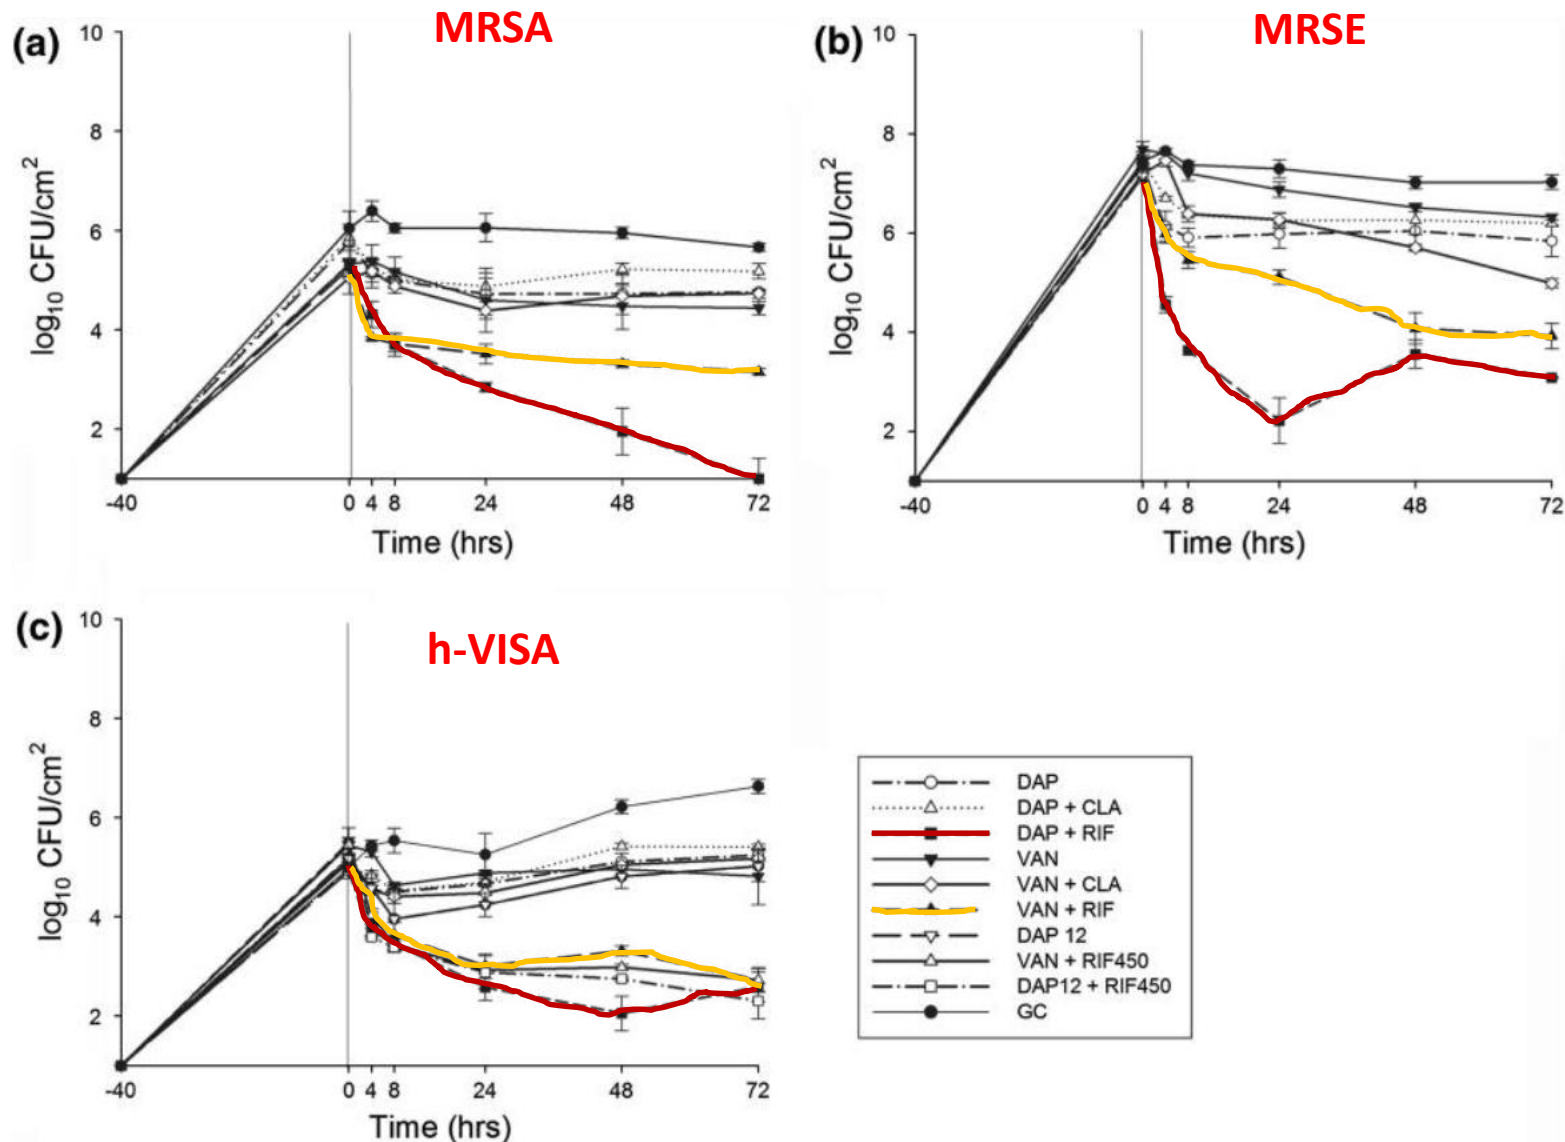 (a)
MRSA
10
8
6
4
2
log10 CFU/cm2
-40 0 4 8 24 48 72
Time (hrs)
(b)
MRSE
10
8
6
4
2
log10 CFU/cm2
-40 0 4 8 24 48 72
Time (hrs)
(c)
h-VISA
10
8
6
4
2
log10 CFU/cm2
-40 0 4 8 24 48 72
Time (hrs)
DAP
DAP + CLA
DAP + RIF
VAN
VAN + CLA
VAN + RIF
DAP 12
VAN + RIF450
DAP12 + RIF450
GC